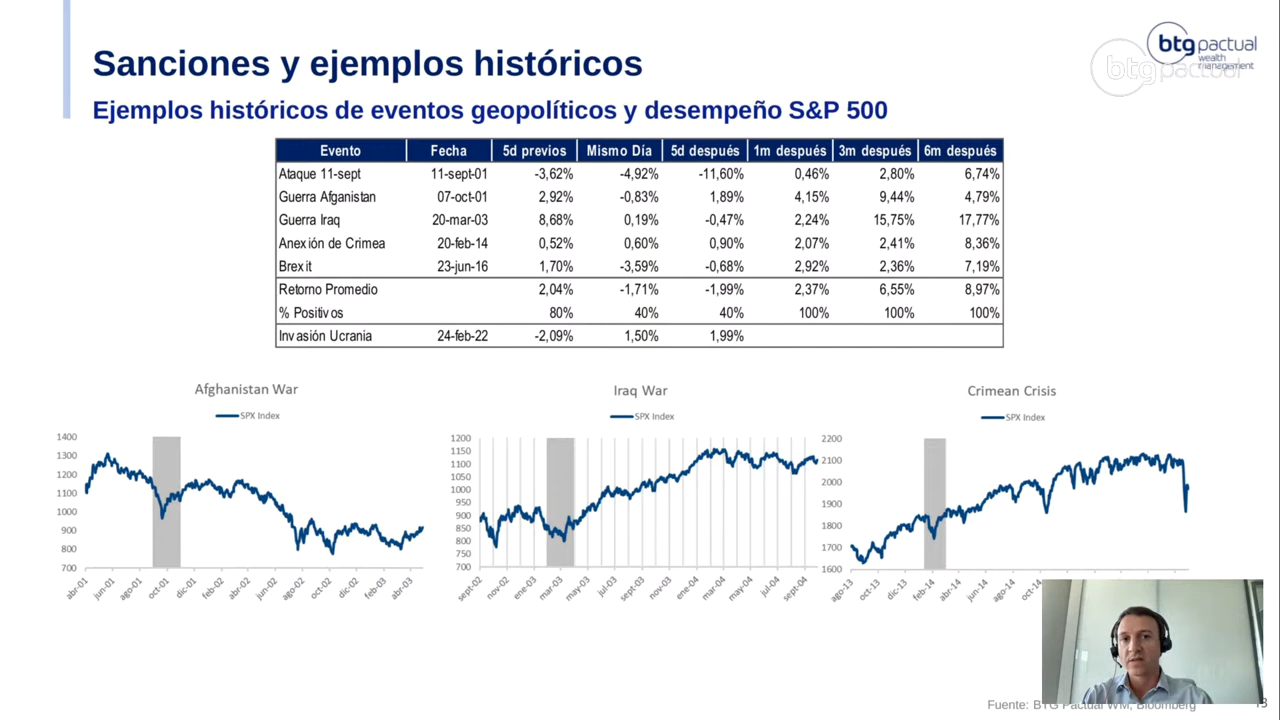 Sanciones y ejemplos históricos
btgpactual
wealth
management
btgpactual
Ejemplos históricos de eventos geopolíticos y desempeño S&P 500
Evento Fecha 5d previos Mismo Día 5d después 1m después 3m después 6m después
Ataque 11-sept 11-sept-01 -3,62% -4,92% -11,60% 0,46% 2,80% 6,74%
Guerra Afganistan 07-oct-01 2,92% -0,83% 1,89% 4,15% 9,44% 4,79%
Guerra Iraq 20-mar-03 8,68% 0,19% -0,47% 2,24% 15,75% 17,77%
Anexión de Crimea 20-feb-14 0,52% 0,60% 0,90% 2,07% 2,41% 8,36%
Brexit 23-jun-16 1,70% -3,59% -0,68% 2,92% 2,36% 7,19%
Retorno Promedio 2,04% -1,71% -1,99% 2,37% 6,55% 8,97%
% Positivos 80% 40% 40% 100% 100% 100%
Invasión Ucrania 24-feb-22 -2,09% 1,50% 1,99%
Afghanistan War
SPX Index
1400
1300
1200
1100
1000
900
800
700
abr-01 jun-01 ago-01 oct-01 dic-01 feb-02 abr-02 jun-02 ago-02 oct-02 dic-02 feb-03 abr-03
Iraq War
SPX Index
1200
1150
1100
1050
1000
950
900
850
800
750
700
sept-02 nov-02 ene-03 mar-03 may-03 jul-03 sept-03 nov-03 ene-04 mar-04 may-04 jul-04 sept-04
Crimean Crisis
SPX Index
2200
2100
2000
1900
1800
1700
1600
ago-13 oct-13 dic-13 feb-14 abr-14 jun-14 ago-14 oct-14
Fuente: BTG Pactual WM, Bloomberg